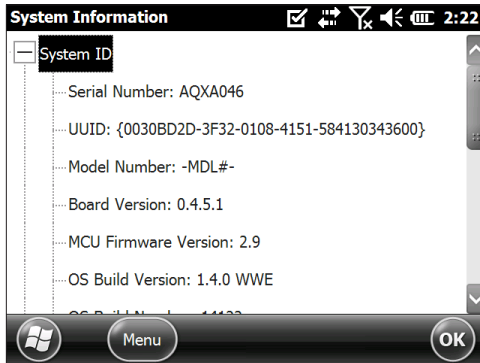 System Information 2:22
System ID
Serial Number: AQXA046
UUID: {0030BD2D-3F32-0108-4151-584130343600}
Model Number: -MDL#-
Board Version: 0.4.5.1
MCU Firmware Version: 2.9
OS Build Version: 1.4.0 WWE
Menu OK